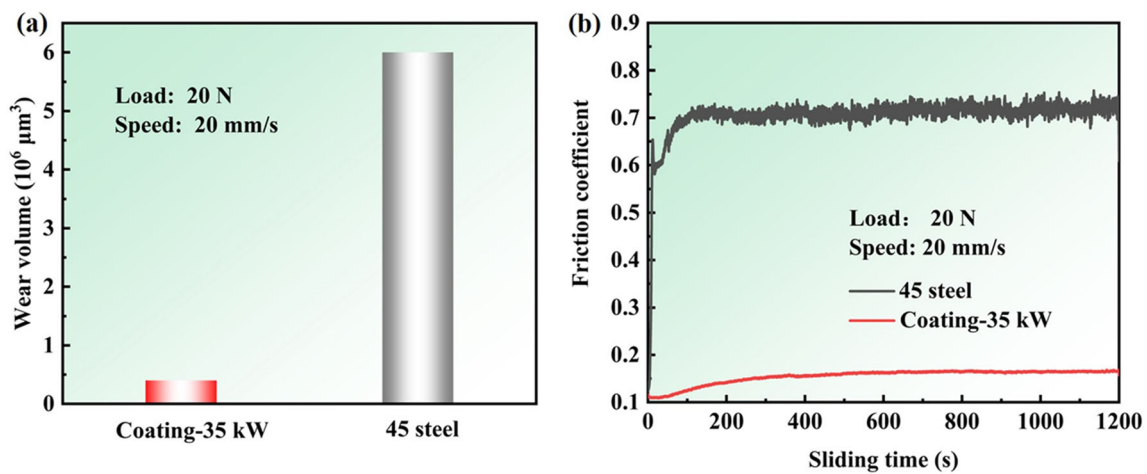 (a)
Wear volume (10⁶ μm³)
6
5
4
3
2
1
0
Load: 20 N
Speed: 20 mm/s
Coating-35 kW
45 steel
(b)
Friction coefficient
0.9
0.8
0.7
0.6
0.5
0.4
0.3
0.2
0.1
Load: 20 N
Speed: 20 mm/s
45 steel
Coating-35 kW
0
200
400
600
800
1000
1200
Sliding time (s)